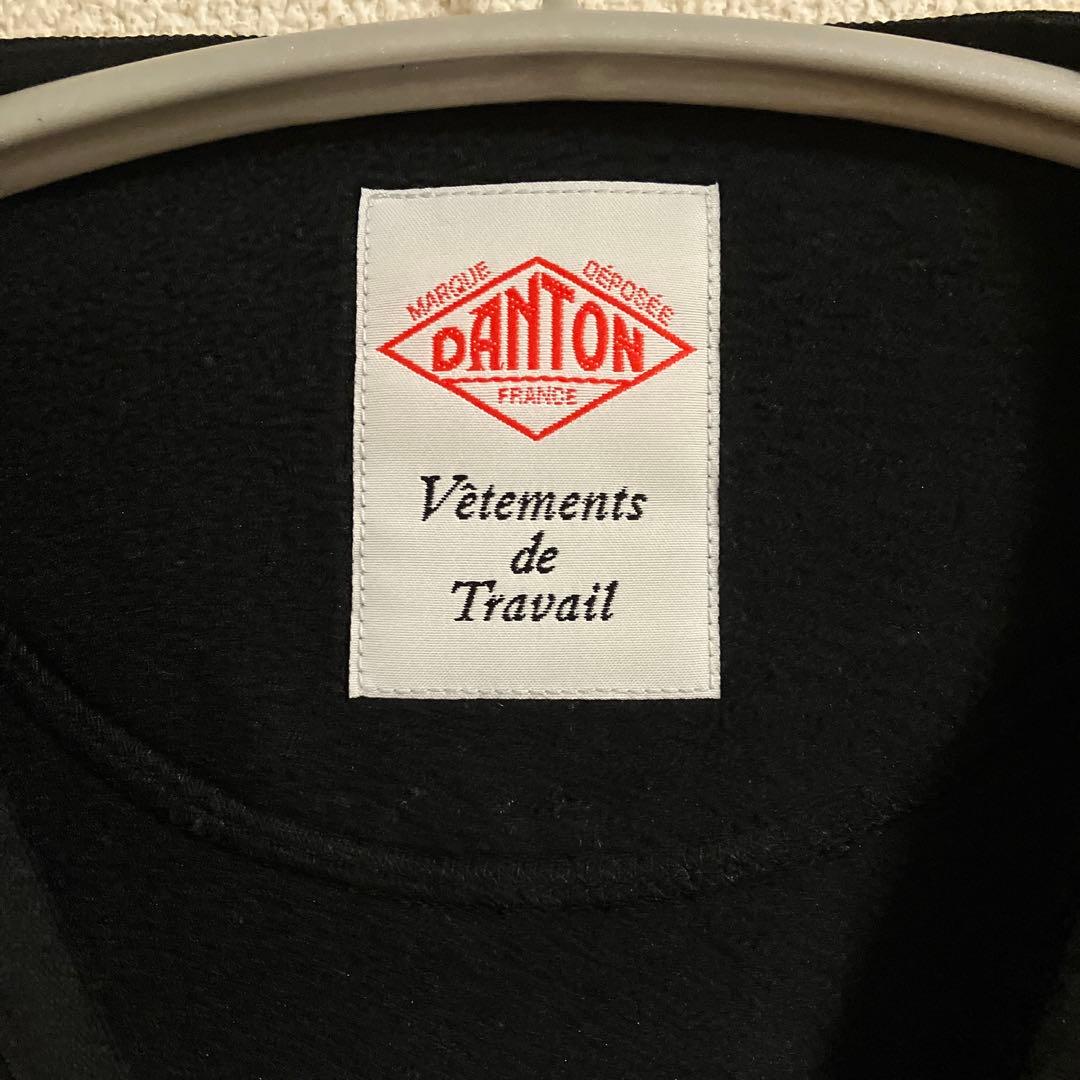 MARQUE DÉPOSÉE
DANTON
FRANCE
Vêtements
de
Travail